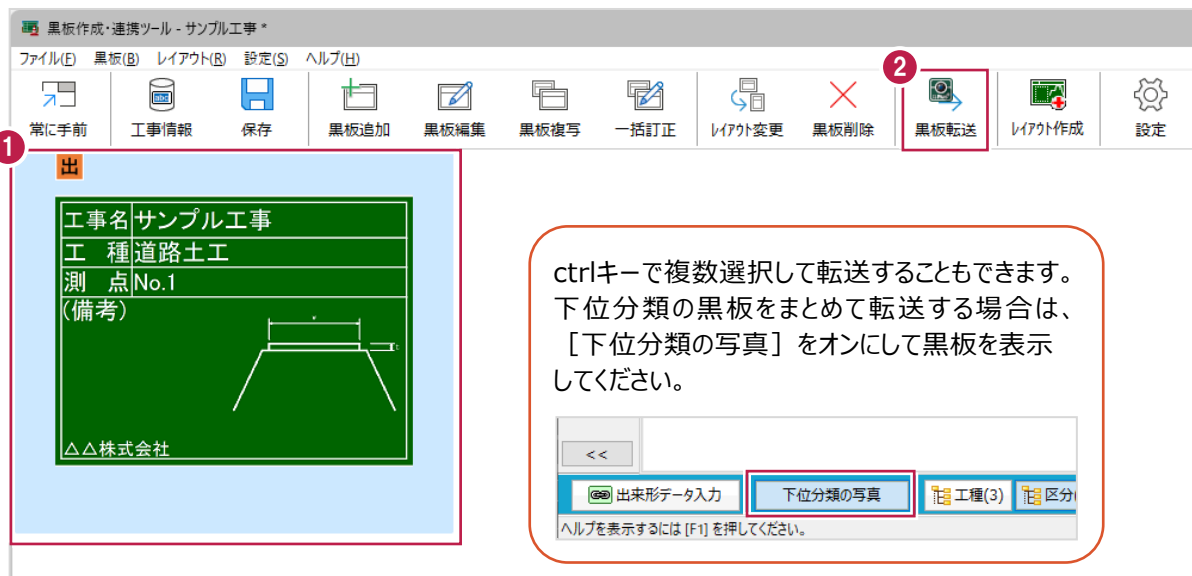 黒板作成・連携ツール - サンプル工事 *
ファイル(F) 黒板(B) レイアウト(R) 設定(S) ヘルプ(H)
2
常に手前 工事情報 保存 黒板追加 黒板編集 黒板複写 一括訂正 レイアウト変更 黒板削除 黒板転送 レイアウト作成 設定
1
出
工事名 サンプル工事
工 種 道路土工
測 点 No.1
(備考)
t
△△株式会社
ctrlキーで複数選択して転送することもできます。
下位分類の黒板をまとめて転送する場合は、
［下位分類の写真］をオンにして黒板を表示
してください。
<<
出来形データ入力 下位分類の写真 工種(3) 区分
ヘルプを表示するには [F1] を押してください。